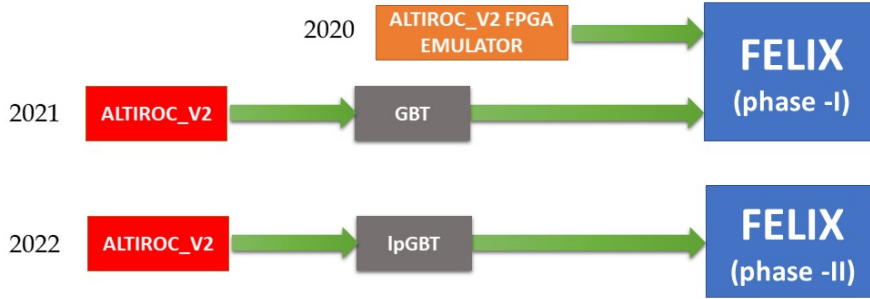 2020
ALTIROC_V2 FPGA
EMULATOR
FELIX
(phase -I)
2021
ALTIROC_V2
GBT
2022
ALTIROC_V2
lpGBT
FELIX
(phase -II)